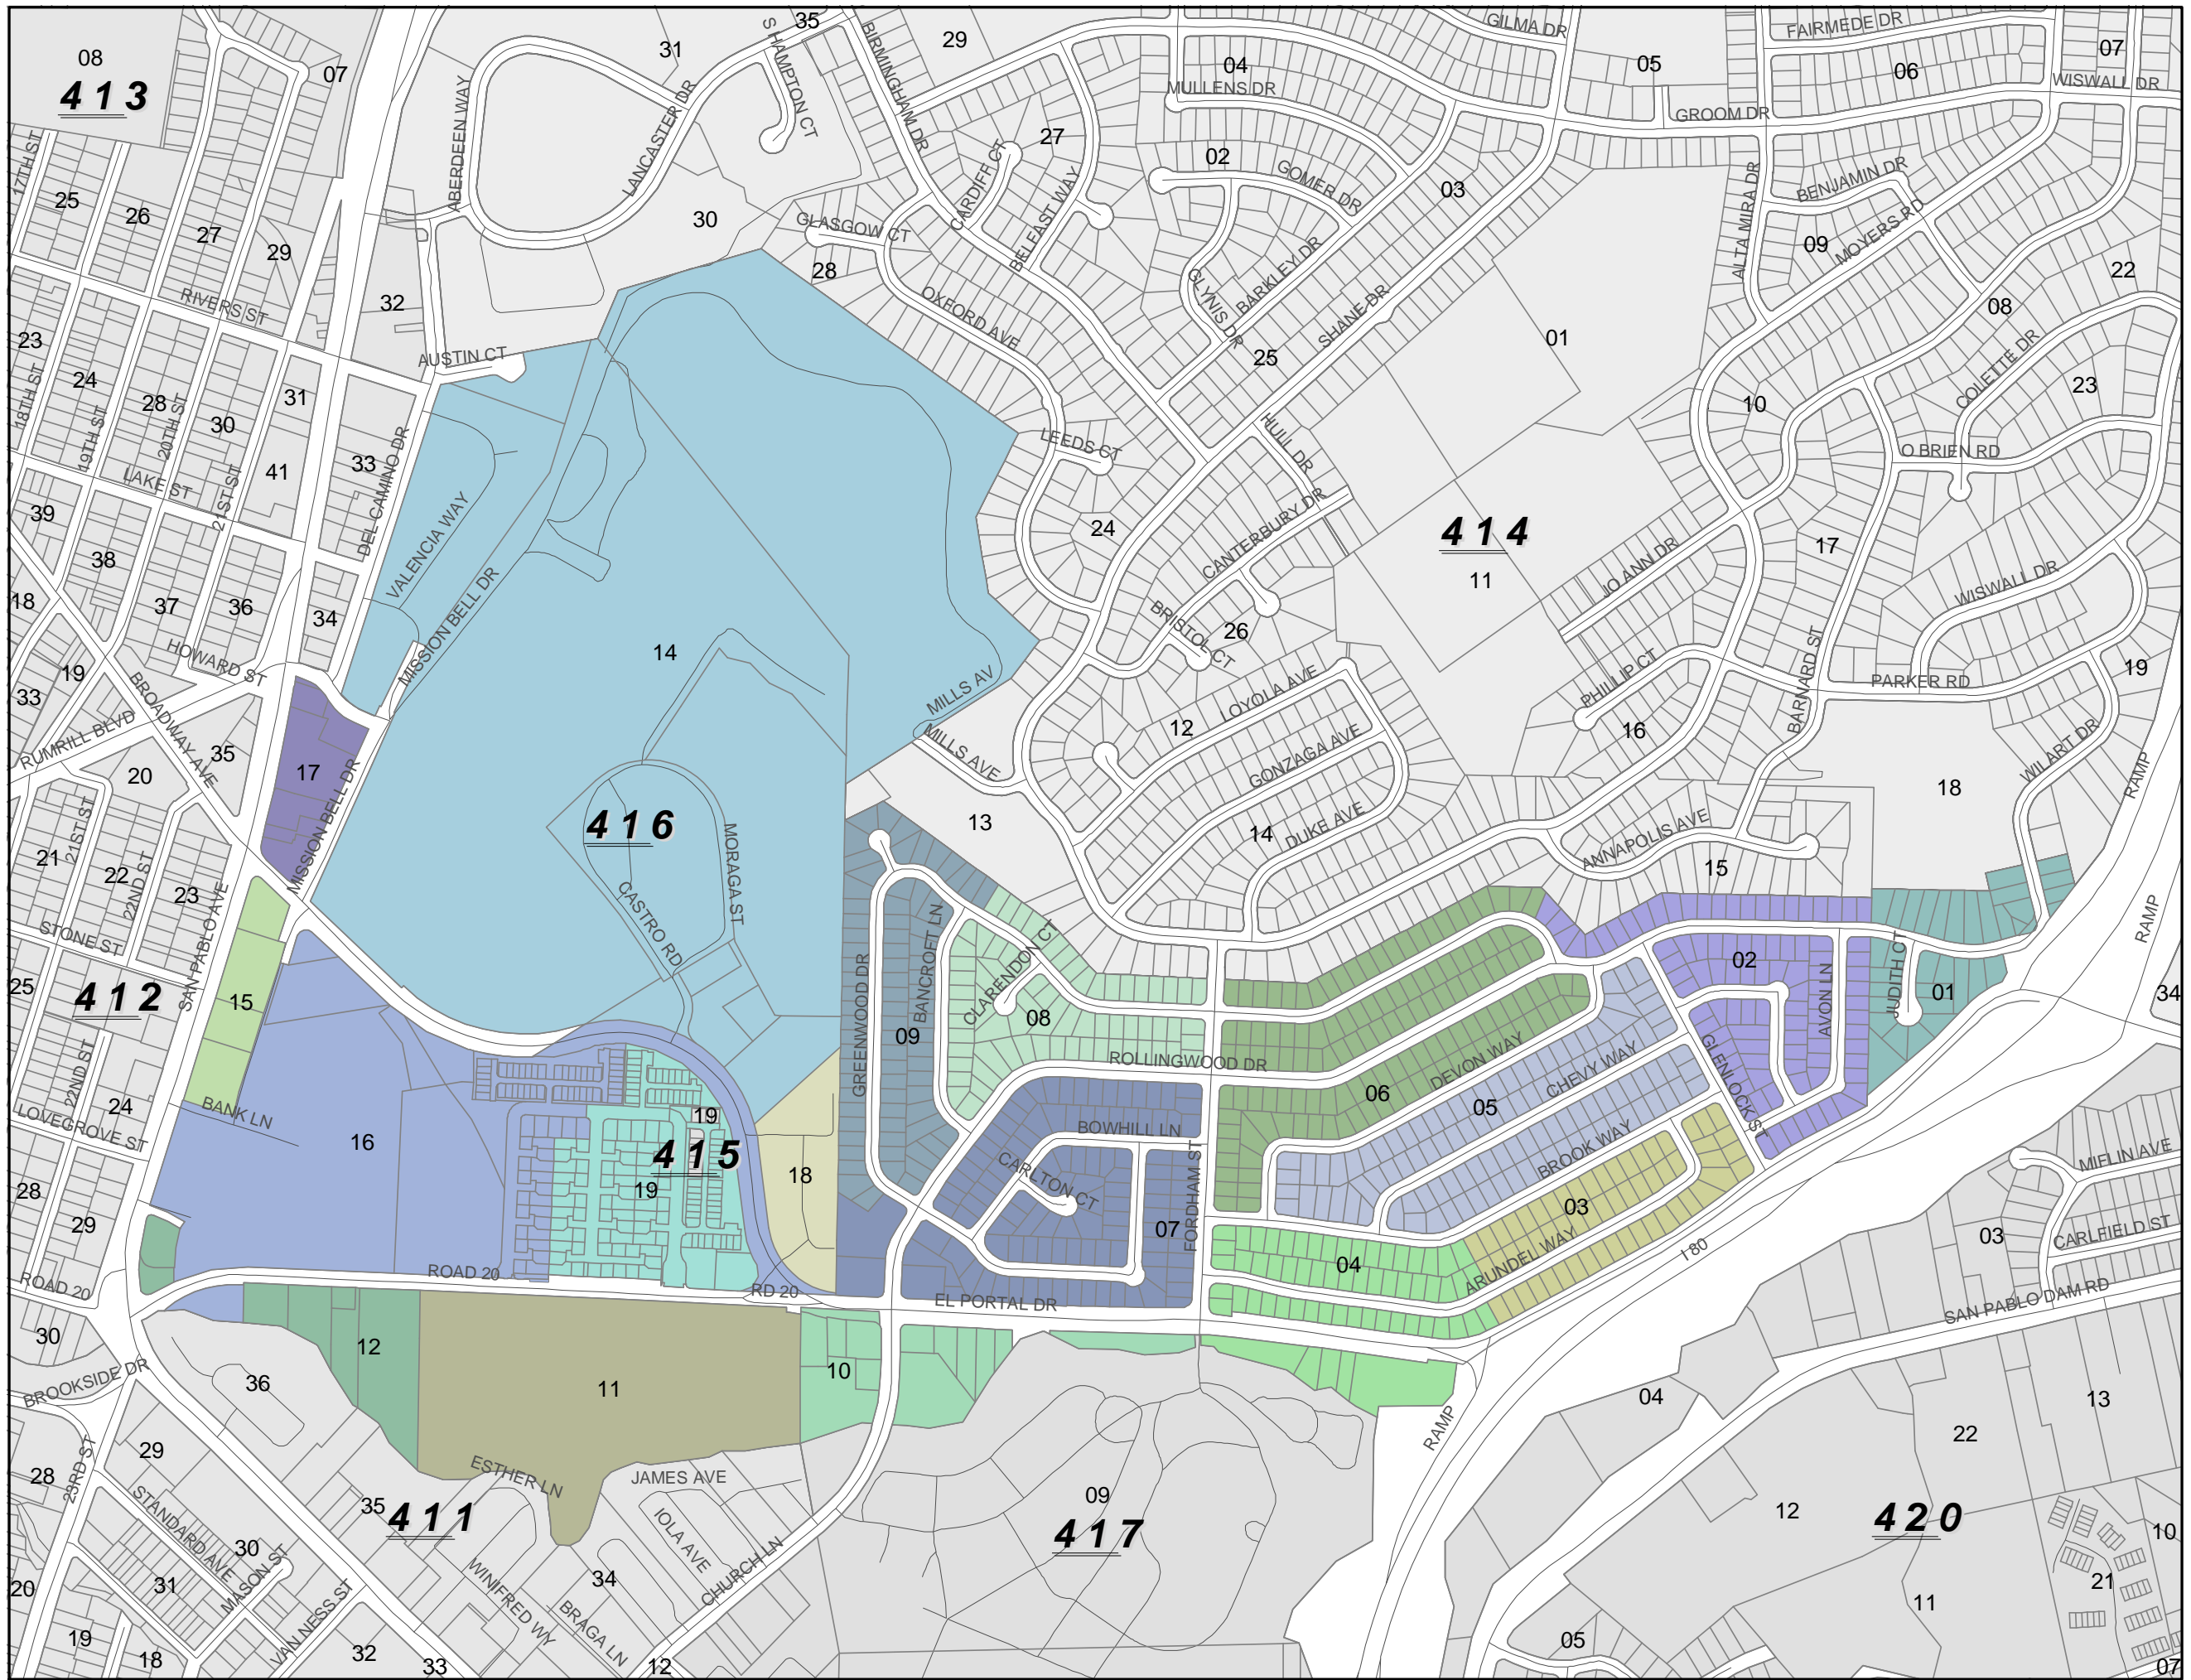 08
413
07
31
35
S HAMPTON CT
BIRMINGHAM DR
29
GILMA DR
FAIRMEDE DR
05
07
04
MULLENS DR
06
WISWALL DR
GROOM DR
ABERDEEN WAY
LANCASTER DR
CARDIFF CT
27
02
GOMER DR
03
BENJAMIN DR
MOYERS RD
17TH ST
25
26
27
29
30
GLASGOW CT
BELFAST WAY
ALTA MIRA DR
09
22
28
GLYNIS DR
BARKLEY DR
08
RIVERS ST
32
OXFORD AVE
SHANE DR
23
25
01
COLETTE DR
AUSTIN CT
18TH ST
24
19TH ST
28
20TH ST
30
31
10
23
HULL DR
O BRIEN RD
LEEDS CT
LAKE ST
21ST ST
41
33
DEL CAMINO DR
39
24
CANTERBURY DR
414
VALENCIA WAY
38
17
JO ANN DR
11
WISWALL DR
18
37
36
34
MISSION BELL DR
BRISTOL CT
26
14
HOWARD ST
19
33
BROADWAY AVE
PHILLIP CT
BARNARD ST
PARKER RD
19
MILLS AV
LOYOLA AVE
12
16
RUMRILL BLVD
35
20
MILLS AVE
GONZAGA AVE
WILART DR
RAMP
17
18
MISSION BELL DR
416
13
14
DUKE AVE
ANNAPOLIS AVE
21ST ST
21
MORAGA ST
15
22
22ND ST
23
CASTRO RD
STONE ST
SAN PABLO AVE
BANCROFT LN
CLARENDON CT
RAMP
25
412
15
GREENWOOD DR
02
AVON LN
JUDITH CT
01
34
08
09
GLENLOCK ST
22ND ST
ROLLINGWOOD DR
DEVON WAY
CHEVY WAY
06
05
24
BANK LN
19
LOVEGROVE ST
16
415
BOWHILL LN
BROOK WAY
MIFLIN AVE
28
19
18
CARLTON CT
FORDHAM ST
03
29
07
CARLFIELD ST
03
ARUNDEL WAY
I 80
04
ROAD 20
ROAD 20
RD 20
EL PORTAL DR
SAN PABLO DAM RD
30
12
10
BROOKSIDE DR
36
11
04
13
RAMP
22
29
23RD ST
28
ESTHER LN
JAMES AVE
STANDARD AVE
35
411
09
417
12
420
10
IOLA AVE
30
MASON ST
WINIFRED WY
34
CHURCH LN
21
20
31
11
VAN NESS ST
BRAGA LN
19
18
32
33
12
05
07